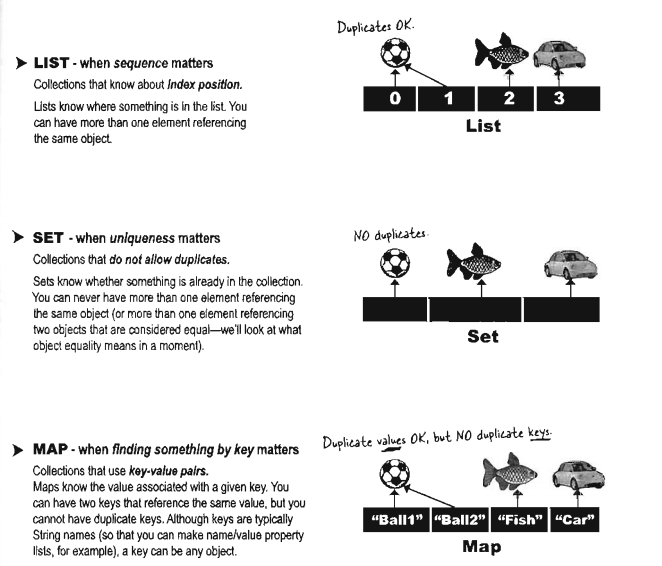 Duplicates OK.
➤ LIST - when sequence matters
Collections that know about Index position.
Lists know where something is in the list. You
can have more than one element referencing
the same object.
0 1 2 3
List
➤ SET - when uniqueness matters
NO duplicates.
Collections that do not allow duplicates.
Sets know whether something is already in the collection.
You can never have more than one element referencing
the same object (or more than one element referencing
two objects that are considered equal—we'll look at what
object equality means in a moment).
Set
➤ MAP - when finding something by key matters
Duplicate values OK, but NO duplicate keys.
Collections that use key-value pairs.
Maps know the value associated with a given key. You
can have two keys that reference the same value, but you
cannot have duplicate keys. Although keys are typically
String names (so that you can make name/value property
lists, for example), a key can be any object.
"Ball1" "Ball2" "Fish" "Car"
Map